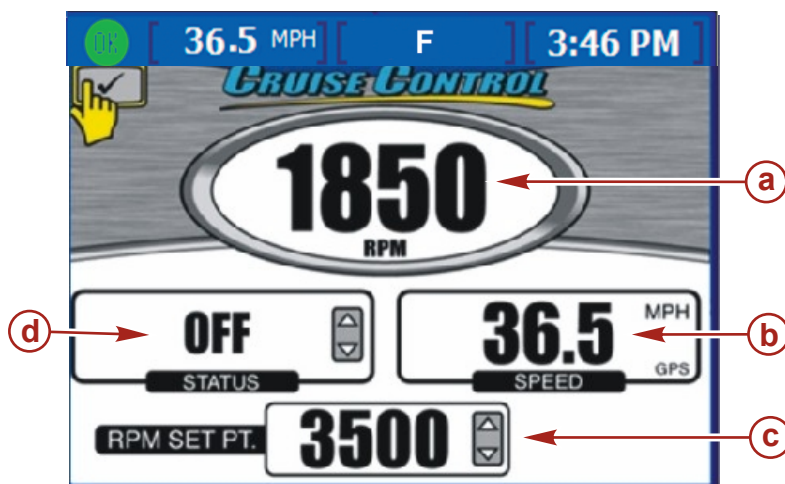 OK 36.5 MPH F 3:46 PM
CRUISE CONTROL
1850
RPM
a
OFF
STATUS
d
36.5 MPH
GPS
SPEED
b
RPM SET PT. 3500
c